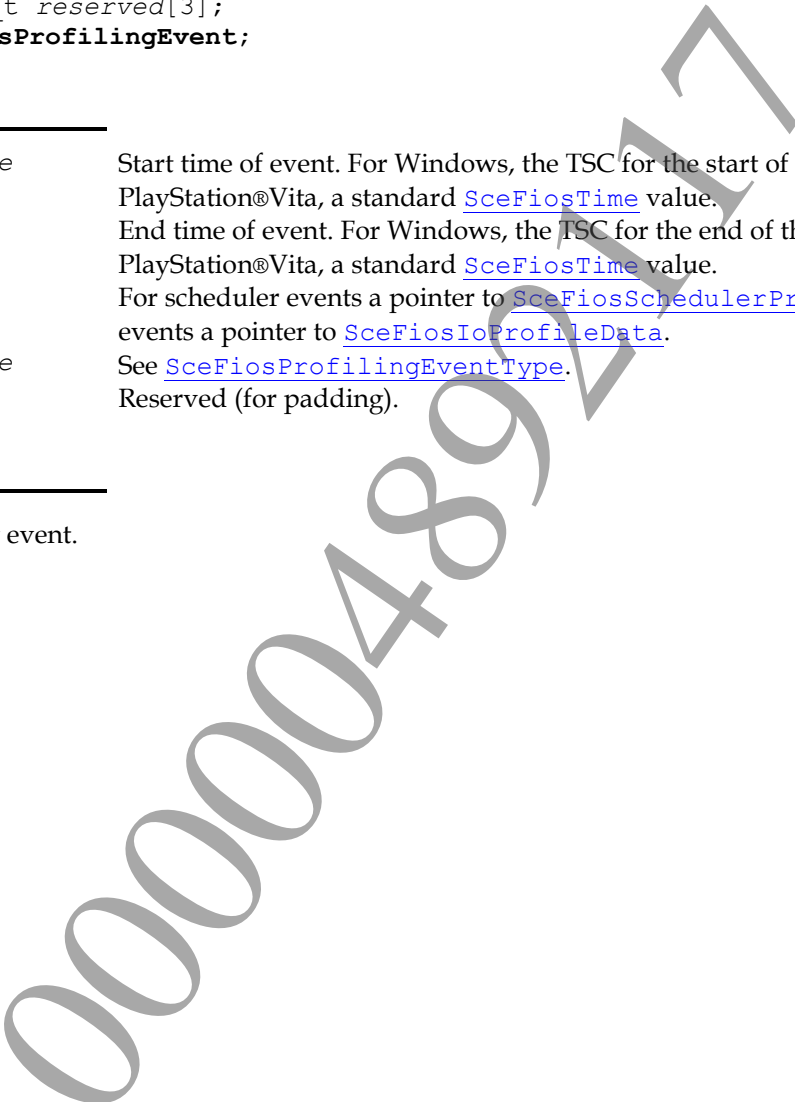 reserved[3];
sProfilingEvent;
Start time of event. For Windows, the TSC for the start of
PlayStation®Vita, a standard SceFiosTime value.
End time of event. For Windows, the TSC for the end of
PlayStation®Vita, a standard SceFiosTime value.
For scheduler events a pointer to SceFiosSchedulerPr
events a pointer to SceFiosIoProfileData.
See SceFiosProfilingEventType.
Reserved (for padding).
event.
000004892117